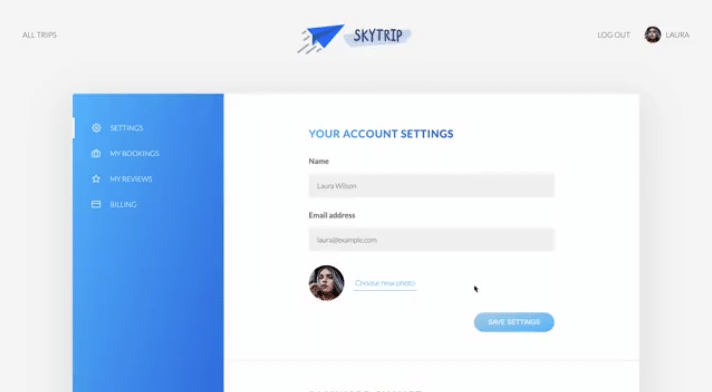 ALL TRIPS
SKYTRIP
LOG OUT
LAURA
SETTINGS
MY BOOKINGS
MY REVIEWS
BILLING
YOUR ACCOUNT SETTINGS
Name
Laura Wilson
Email address
laura@example.com
Choose new photo
SAVE SETTINGS